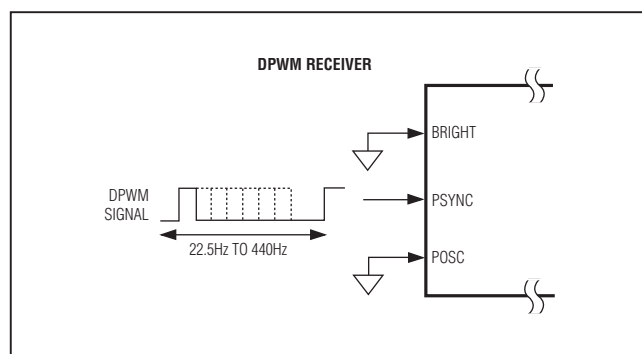 DPWM RECEIVER
BRIGHT
DPWM
SIGNAL
PSYNC
22.5Hz TO 440Hz
POSC